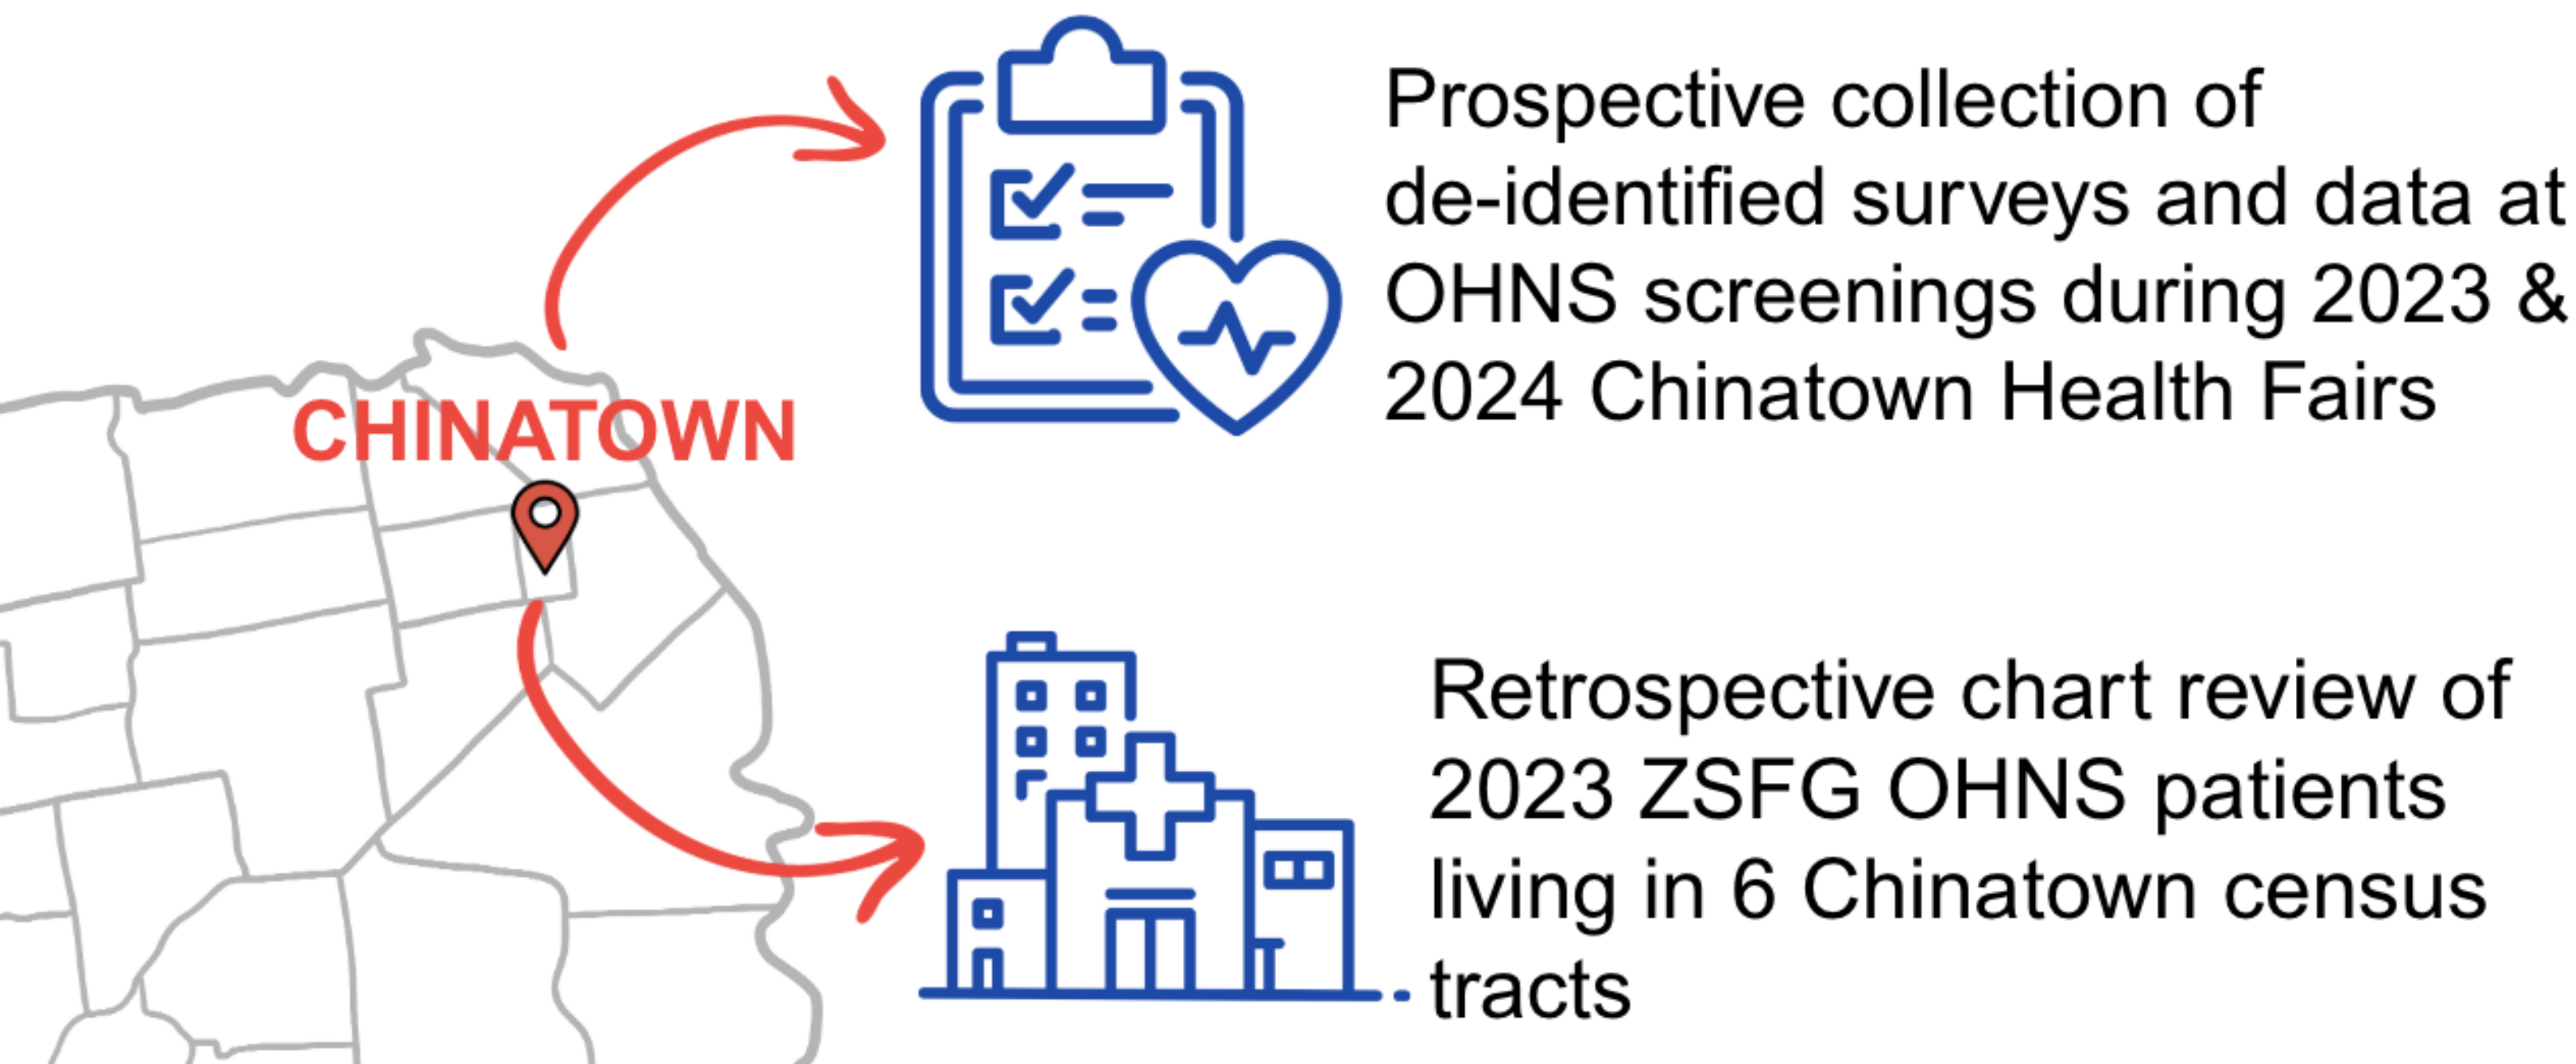 CHINATOWN
Prospective collection of
de-identified surveys and data at
OHNS screenings during 2023 &
2024 Chinatown Health Fairs
Retrospective chart review of
2023 ZSFG OHNS patients
living in 6 Chinatown census
tracts